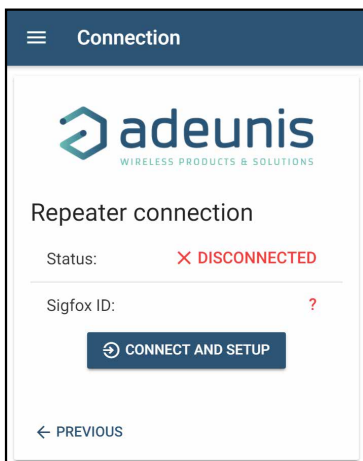 Connection
adeunis
WIRELESS PRODUCTS & SOLUTIONS
Repeater connection
Status: DISCONNECTED
Sigfox ID: ?
CONNECT AND SETUP
PREVIOUS